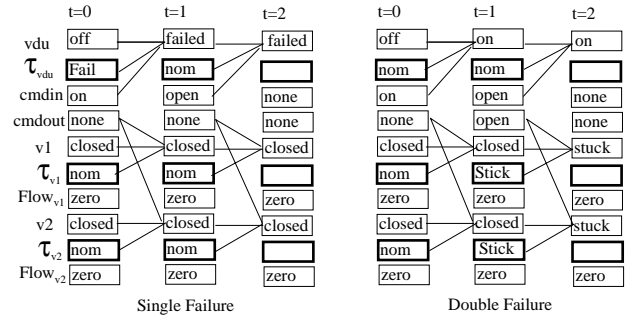 t=0 t=1 t=2 t=0 t=1 t=2
vdu off failed failed off on on
τvdu Fail nom nom nom
cmdin on open none on open none
cmdout none none none none open none
v1 closed closed closed closed closed stuck
τv1 nom nom nom Stick
Flowv1 zero zero zero zero zero zero
v2 closed closed closed closed closed stuck
τv2 nom nom nom Stick
Flowv2 zero zero zero zero zero zero
Single Failure Double Failure